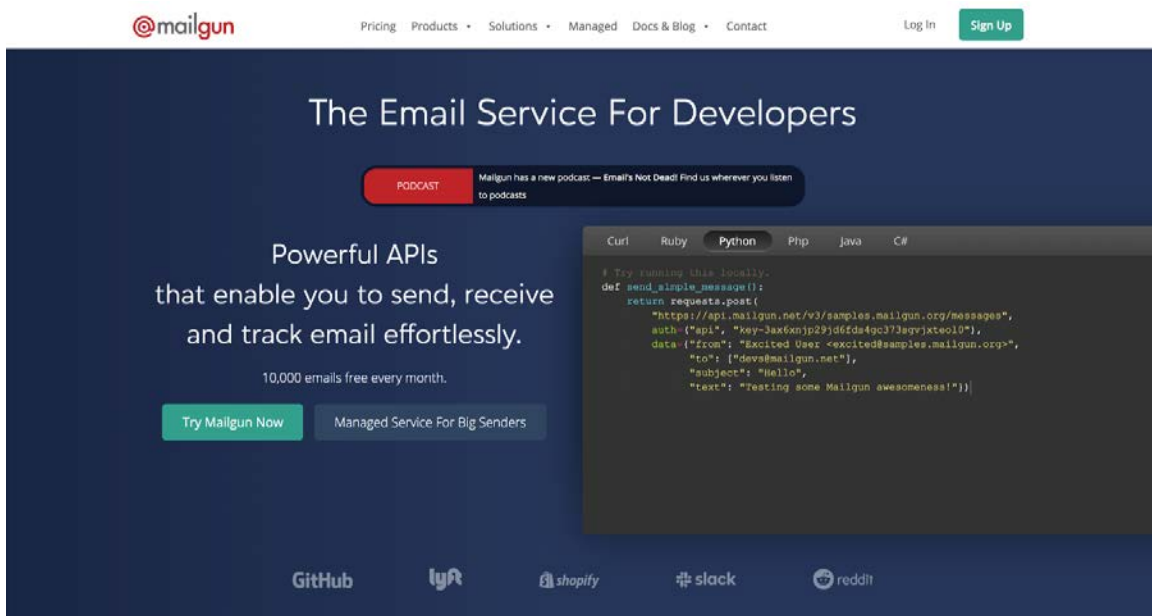 @mailgun
Pricing Products Solutions Managed Docs & Blog Contact
Log In Sign Up
The Email Service For Developers
PODCAST
Mailgun has a new podcast — Email's Not Dead! Find us wherever you listen
to podcasts
Powerful APIs
that enable you to send, receive
and track email effortlessly.
10,000 emails free every month.
Try Mailgun Now Managed Service For Big Senders
Curl Ruby Python Php Java C#
# Try running this locally.
def send_simple_message():
return requests.post(
"https://api.mailgun.net/v3/samples.mailgun.org/messages",
auth=("api", "key-3ax6xnjp29jd6fds4gc373sgvjxteol0"),
data={"from": "Excited User <excited@samples.mailgun.org>",
"to": ["devs@mailgun.net"],
"subject": "Hello",
"text": "Testing some Mailgun awesomeness!"})
GitHub lyft shopify slack reddit